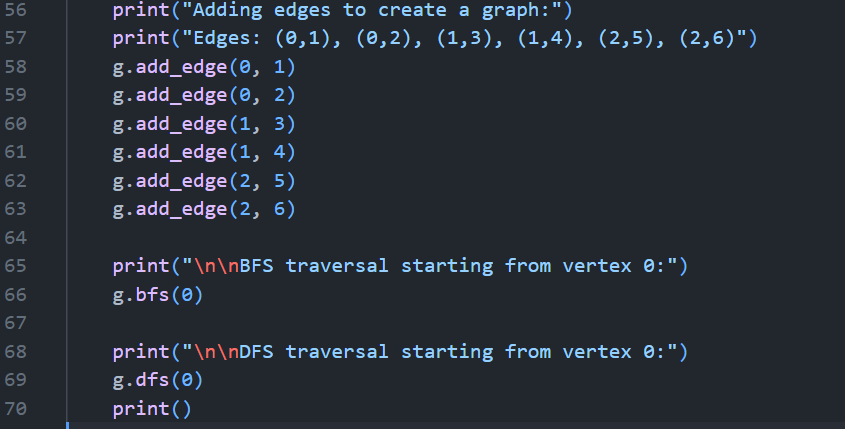 56 print("Adding edges to create a graph:")
57 print("Edges: (0,1), (0,2), (1,3), (1,4), (2,5), (2,6)")
58 g.add_edge(0, 1)
59 g.add_edge(0, 2)
60 g.add_edge(1, 3)
61 g.add_edge(1, 4)
62 g.add_edge(2, 5)
63 g.add_edge(2, 6)
64
65 print("\n\nBFS traversal starting from vertex 0:")
66 g.bfs(0)
67
68 print("\n\nDFS traversal starting from vertex 0:")
69 g.dfs(0)
70 print()